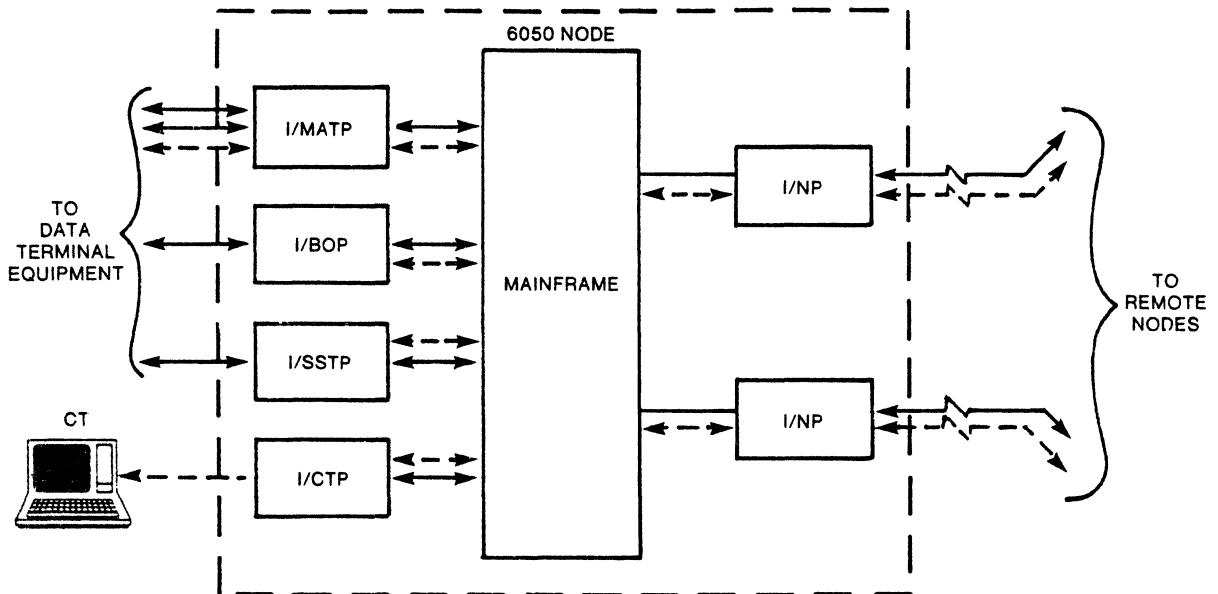 6050 NODE
I/MATP
I/NP
TO
DATA
TERMINAL
EQUIPMENT
I/BOP
MAINFRAME
TO
REMOTE
NODES
I/SSTP
I/NP
CT
I/CTP